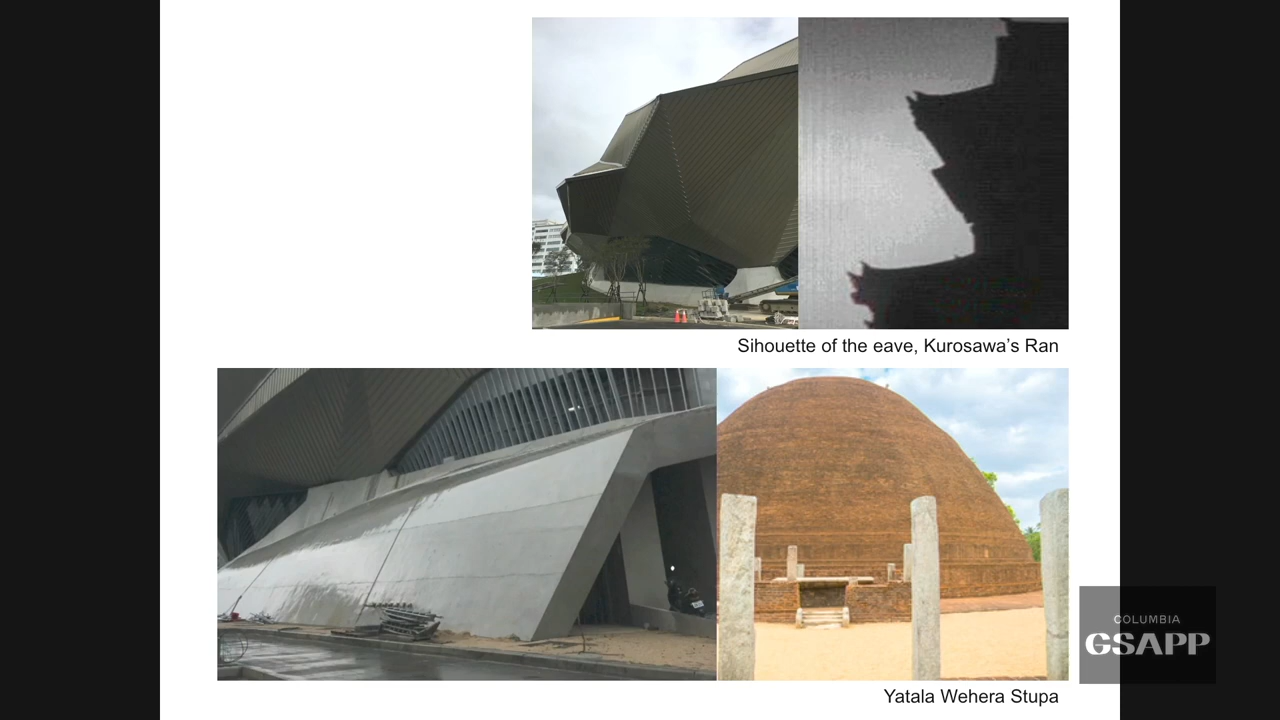 Sihouette of the eave, Kurosawa's Ran
Yatala Wehera Stupa
COLUMBIA
GSAPP